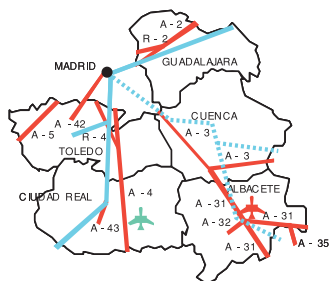 A - 2
R - 2
MADRID
GUADALAJARA
A - 42
CUENCA
A - 5
R - 4
A - 3
TOLEDO
A - 3
CIUDAD REAL
A - 4
ALBACETE
A - 31
A - 31
A - 43
A - 32
A - 31
A - 35